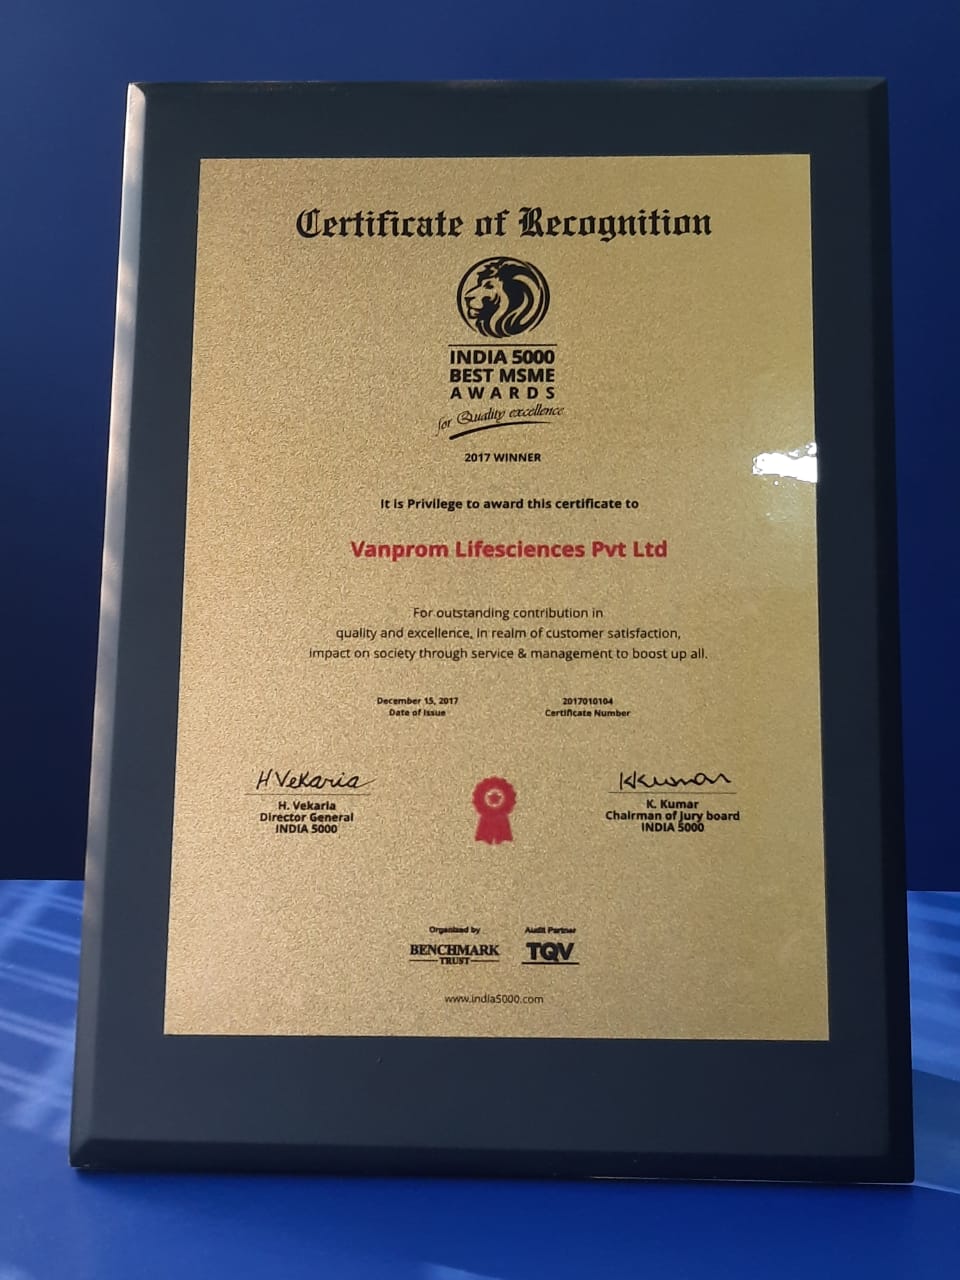 Certificate of Recognition
INDIA 5000
BEST MSME
AWARDS
for Quality excellence
2017 WINNER
It is Privilege to award this certificate to
Vanprom Lifesciences Pvt Ltd
For outstanding contribution in
quality and excellence, in realm of customer satisfaction,
impact on society through service & management to boost up all.
December 15, 2017
Date of Issue
2017010104
Certificate Number
H Vekaria
H. Vekaria
Director General
INDIA 5000
KKumar
K. Kumar
Chairman of Jury board
INDIA 5000
Organized by
BENCHMARK
TRUST
Audit Partner
TQV
www.india5000.com